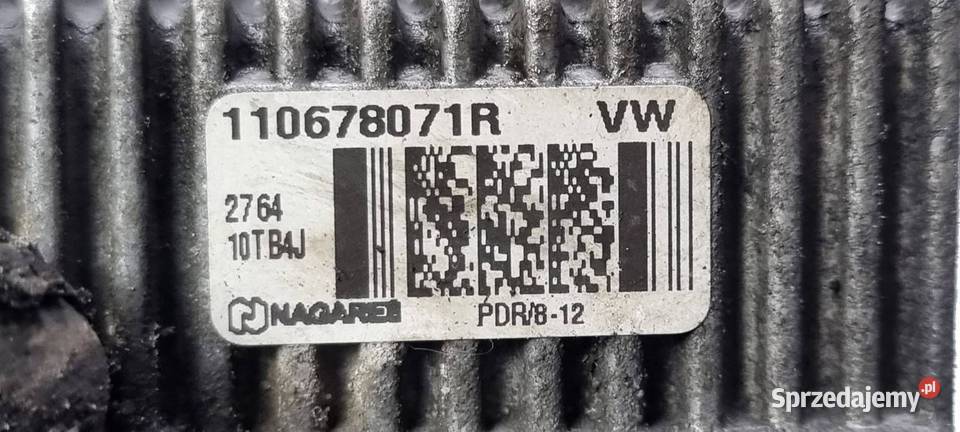 110678071R VW
2764
10TB4J
NAGARES PDR/8-12
Sprzedajemy.pl